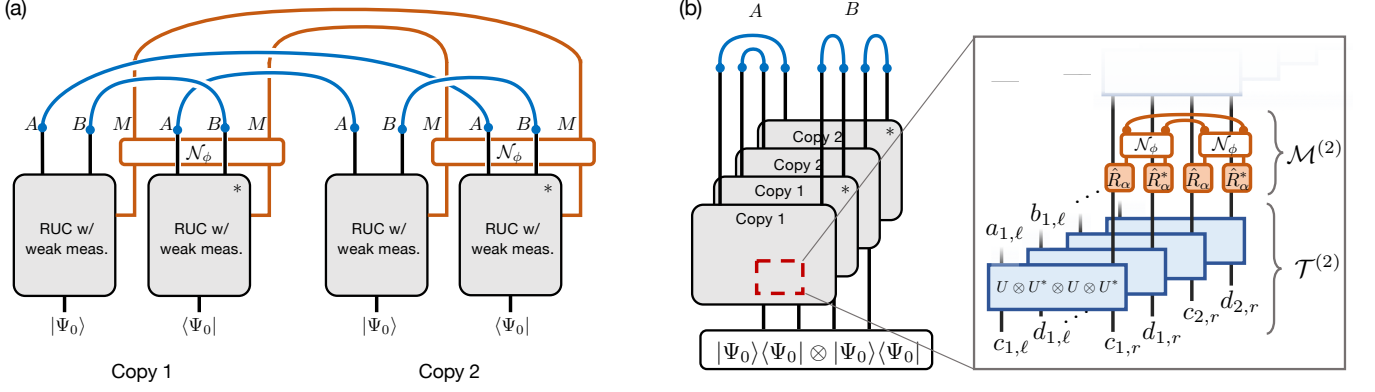 (a)
A B M A B M A B M A B M
𝒩_ϕ 𝒩_ϕ
* *
RUC w/ weak meas.
RUC w/ weak meas.
RUC w/ weak meas.
RUC w/ weak meas.
|Ψ₀⟩ ⟨Ψ₀| |Ψ₀⟩ ⟨Ψ₀|
Copy 1 Copy 2
(b)
A B
Copy 2 *
Copy 2
Copy 1 *
Copy 1
|Ψ₀⟩⟨Ψ₀| ⊗ |Ψ₀⟩⟨Ψ₀|
𝒩_ϕ 𝒩_ϕ
R̂_α R̂*_α R̂_α R̂*_α
ℳ^(2)
a_{1,ℓ} b_{1,ℓ}
U ⊗ U* ⊗ U ⊗ U*
𝒯^(2)
c_{1,ℓ} d_{1,ℓ} c_{1,r} d_{1,r} c_{2,r} d_{2,r}